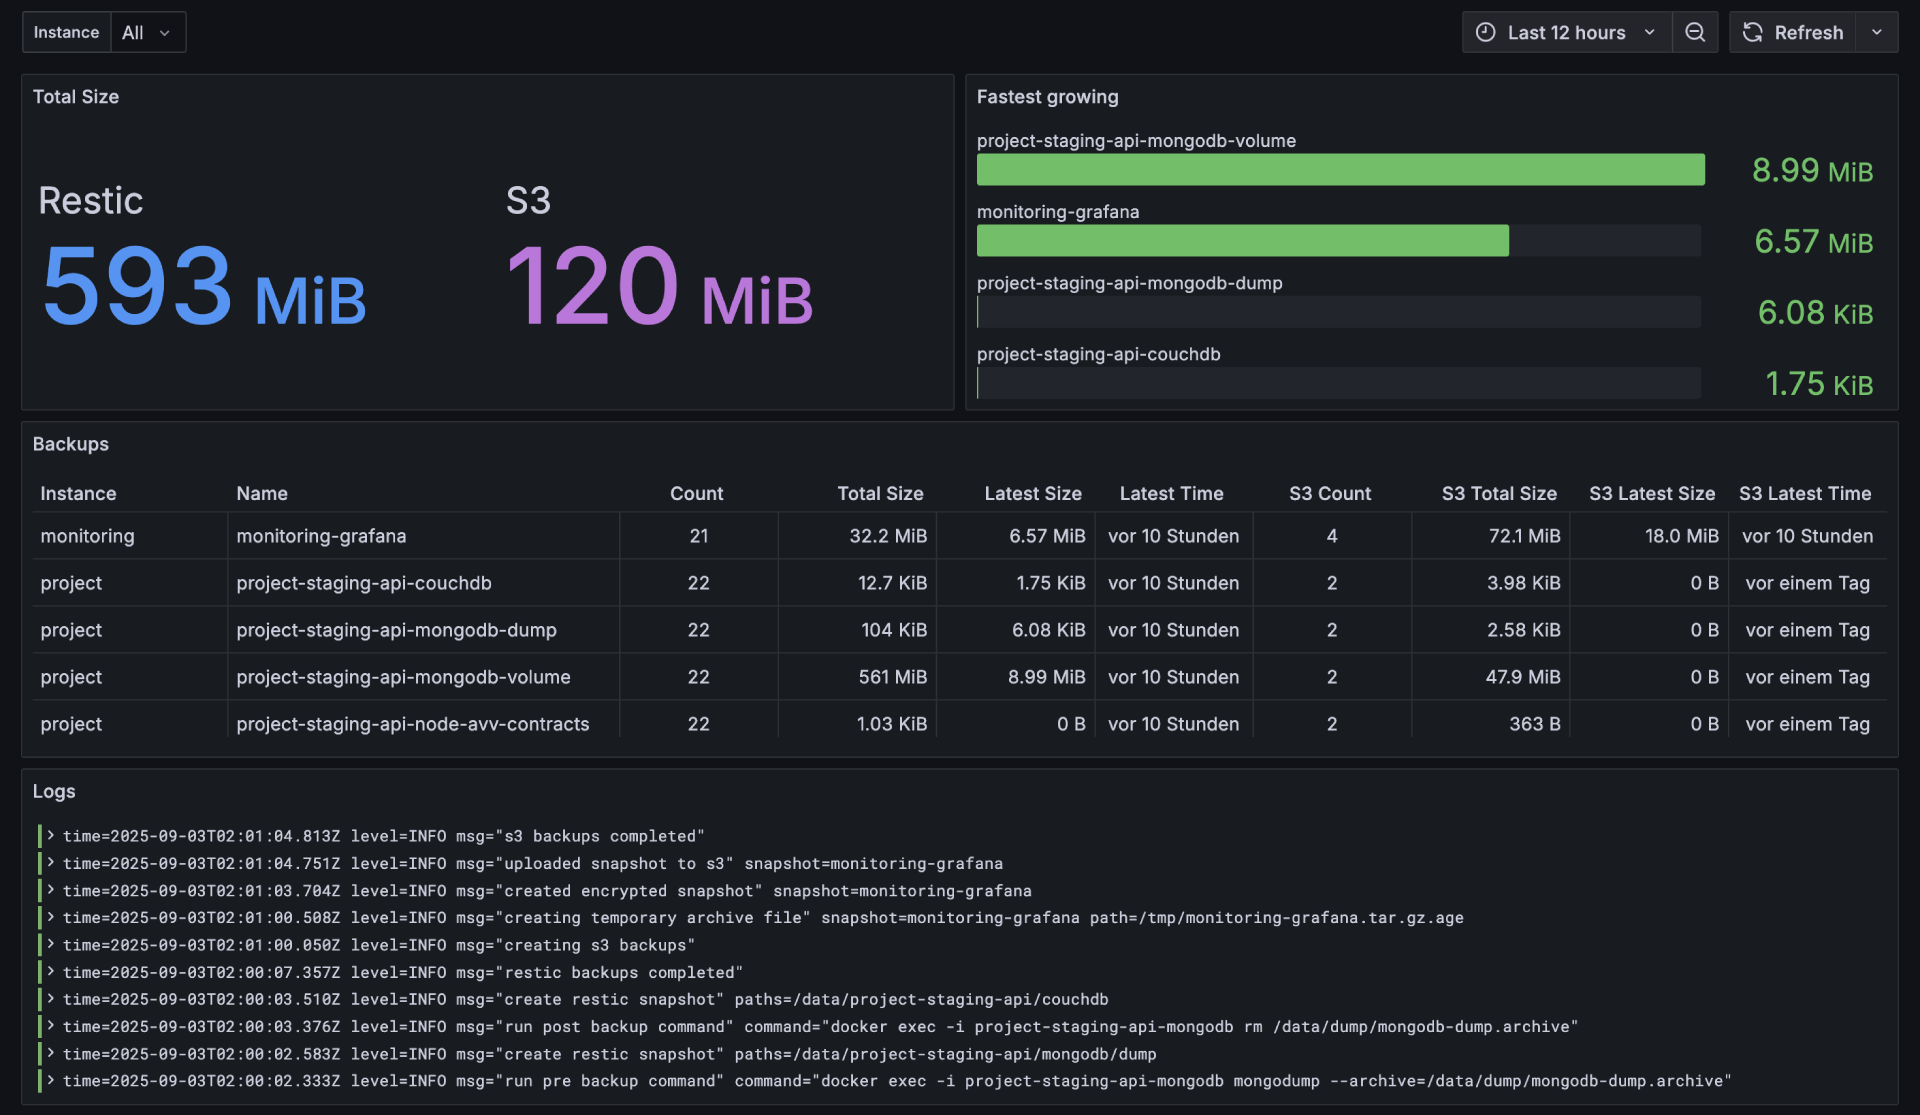 Instance All
Last 12 hours Refresh
Total Size
Restic
593 MiB
S3
120 MiB
Fastest growing
project-staging-api-mongodb-volume
8.99 MiB
monitoring-grafana
6.57 MiB
project-staging-api-mongodb-dump
6.08 KiB
project-staging-api-couchdb
1.75 KiB
Backups
Instance Name Count Total Size Latest Size Latest Time S3 Count S3 Total Size S3 Latest Size S3 Latest Time
monitoring monitoring-grafana 21 32.2 MiB 6.57 MiB vor 10 Stunden 4 72.1 MiB 18.0 MiB vor 10 Stunden
project project-staging-api-couchdb 22 12.7 KiB 1.75 KiB vor 10 Stunden 2 3.98 KiB 0 B vor einem Tag
project project-staging-api-mongodb-dump 22 104 KiB 6.08 KiB vor 10 Stunden 2 2.58 KiB 0 B vor einem Tag
project project-staging-api-mongodb-volume 22 561 MiB 8.99 MiB vor 10 Stunden 2 47.9 MiB 0 B vor einem Tag
project project-staging-api-node-avv-contracts 22 1.03 KiB 0 B vor 10 Stunden 2 363 B 0 B vor einem Tag
Logs
time=2025-09-03T02:01:04.813Z level=INFO msg="s3 backups completed"
time=2025-09-03T02:01:04.751Z level=INFO msg="uploaded snapshot to s3" snapshot=monitoring-grafana
time=2025-09-03T02:01:03.704Z level=INFO msg="created encrypted snapshot" snapshot=monitoring-grafana
time=2025-09-03T02:01:00.508Z level=INFO msg="creating temporary archive file" snapshot=monitoring-grafana path=/tmp/monitoring-grafana.tar.gz.age
time=2025-09-03T02:01:00.050Z level=INFO msg="creating s3 backups"
time=2025-09-03T02:00:07.357Z level=INFO msg="restic backups completed"
time=2025-09-03T02:00:03.510Z level=INFO msg="create restic snapshot" paths=/data/project-staging-api/couchdb
time=2025-09-03T02:00:03.376Z level=INFO msg="run post backup command" command="docker exec -i project-staging-api-mongodb rm /data/dump/mongodb-dump.archive"
time=2025-09-03T02:00:02.583Z level=INFO msg="create restic snapshot" paths=/data/project-staging-api/mongodb/dump
time=2025-09-03T02:00:02.333Z level=INFO msg="run pre backup command" command="docker exec -i project-staging-api-mongodb mongodump --archive=/data/dump/mongodb-dump.archive"